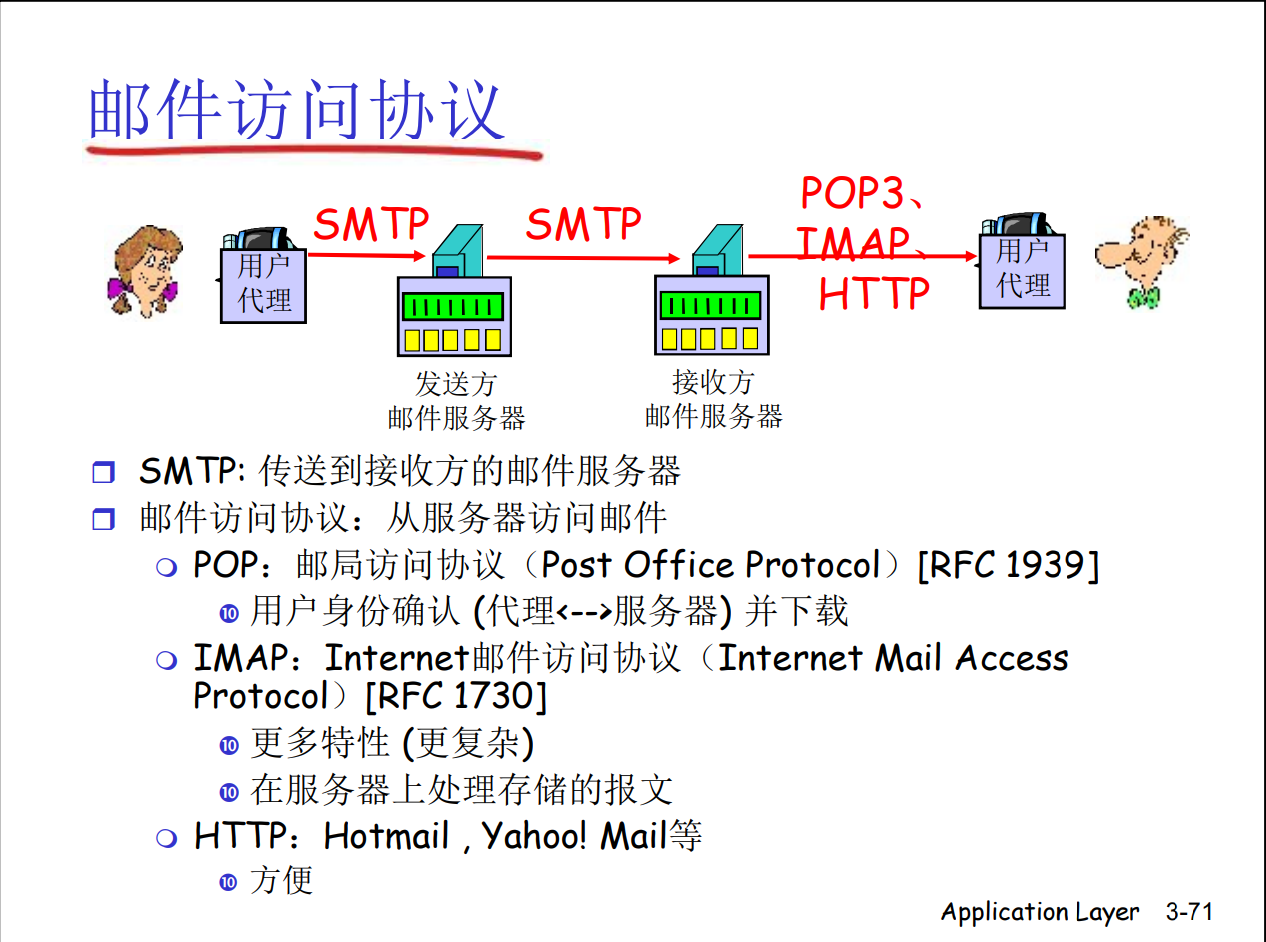 邮件访问协议
SMTP
SMTP
POP3、
IMAP、
HTTP
用户
代理
用户
代理
发送方
邮件服务器
接收方
邮件服务器
SMTP: 传送到接收方的邮件服务器
邮件访问协议：从服务器访问邮件
POP：邮局访问协议（Post Office Protocol）[RFC 1939]
⓾ 用户身份确认 (代理<-->服务器) 并下载
IMAP：Internet邮件访问协议（Internet Mail Access
Protocol）[RFC 1730]
⓾ 更多特性 (更复杂)
⓾ 在服务器上处理存储的报文
HTTP：Hotmail , Yahoo! Mail等
⓾ 方便
Application Layer 3-71